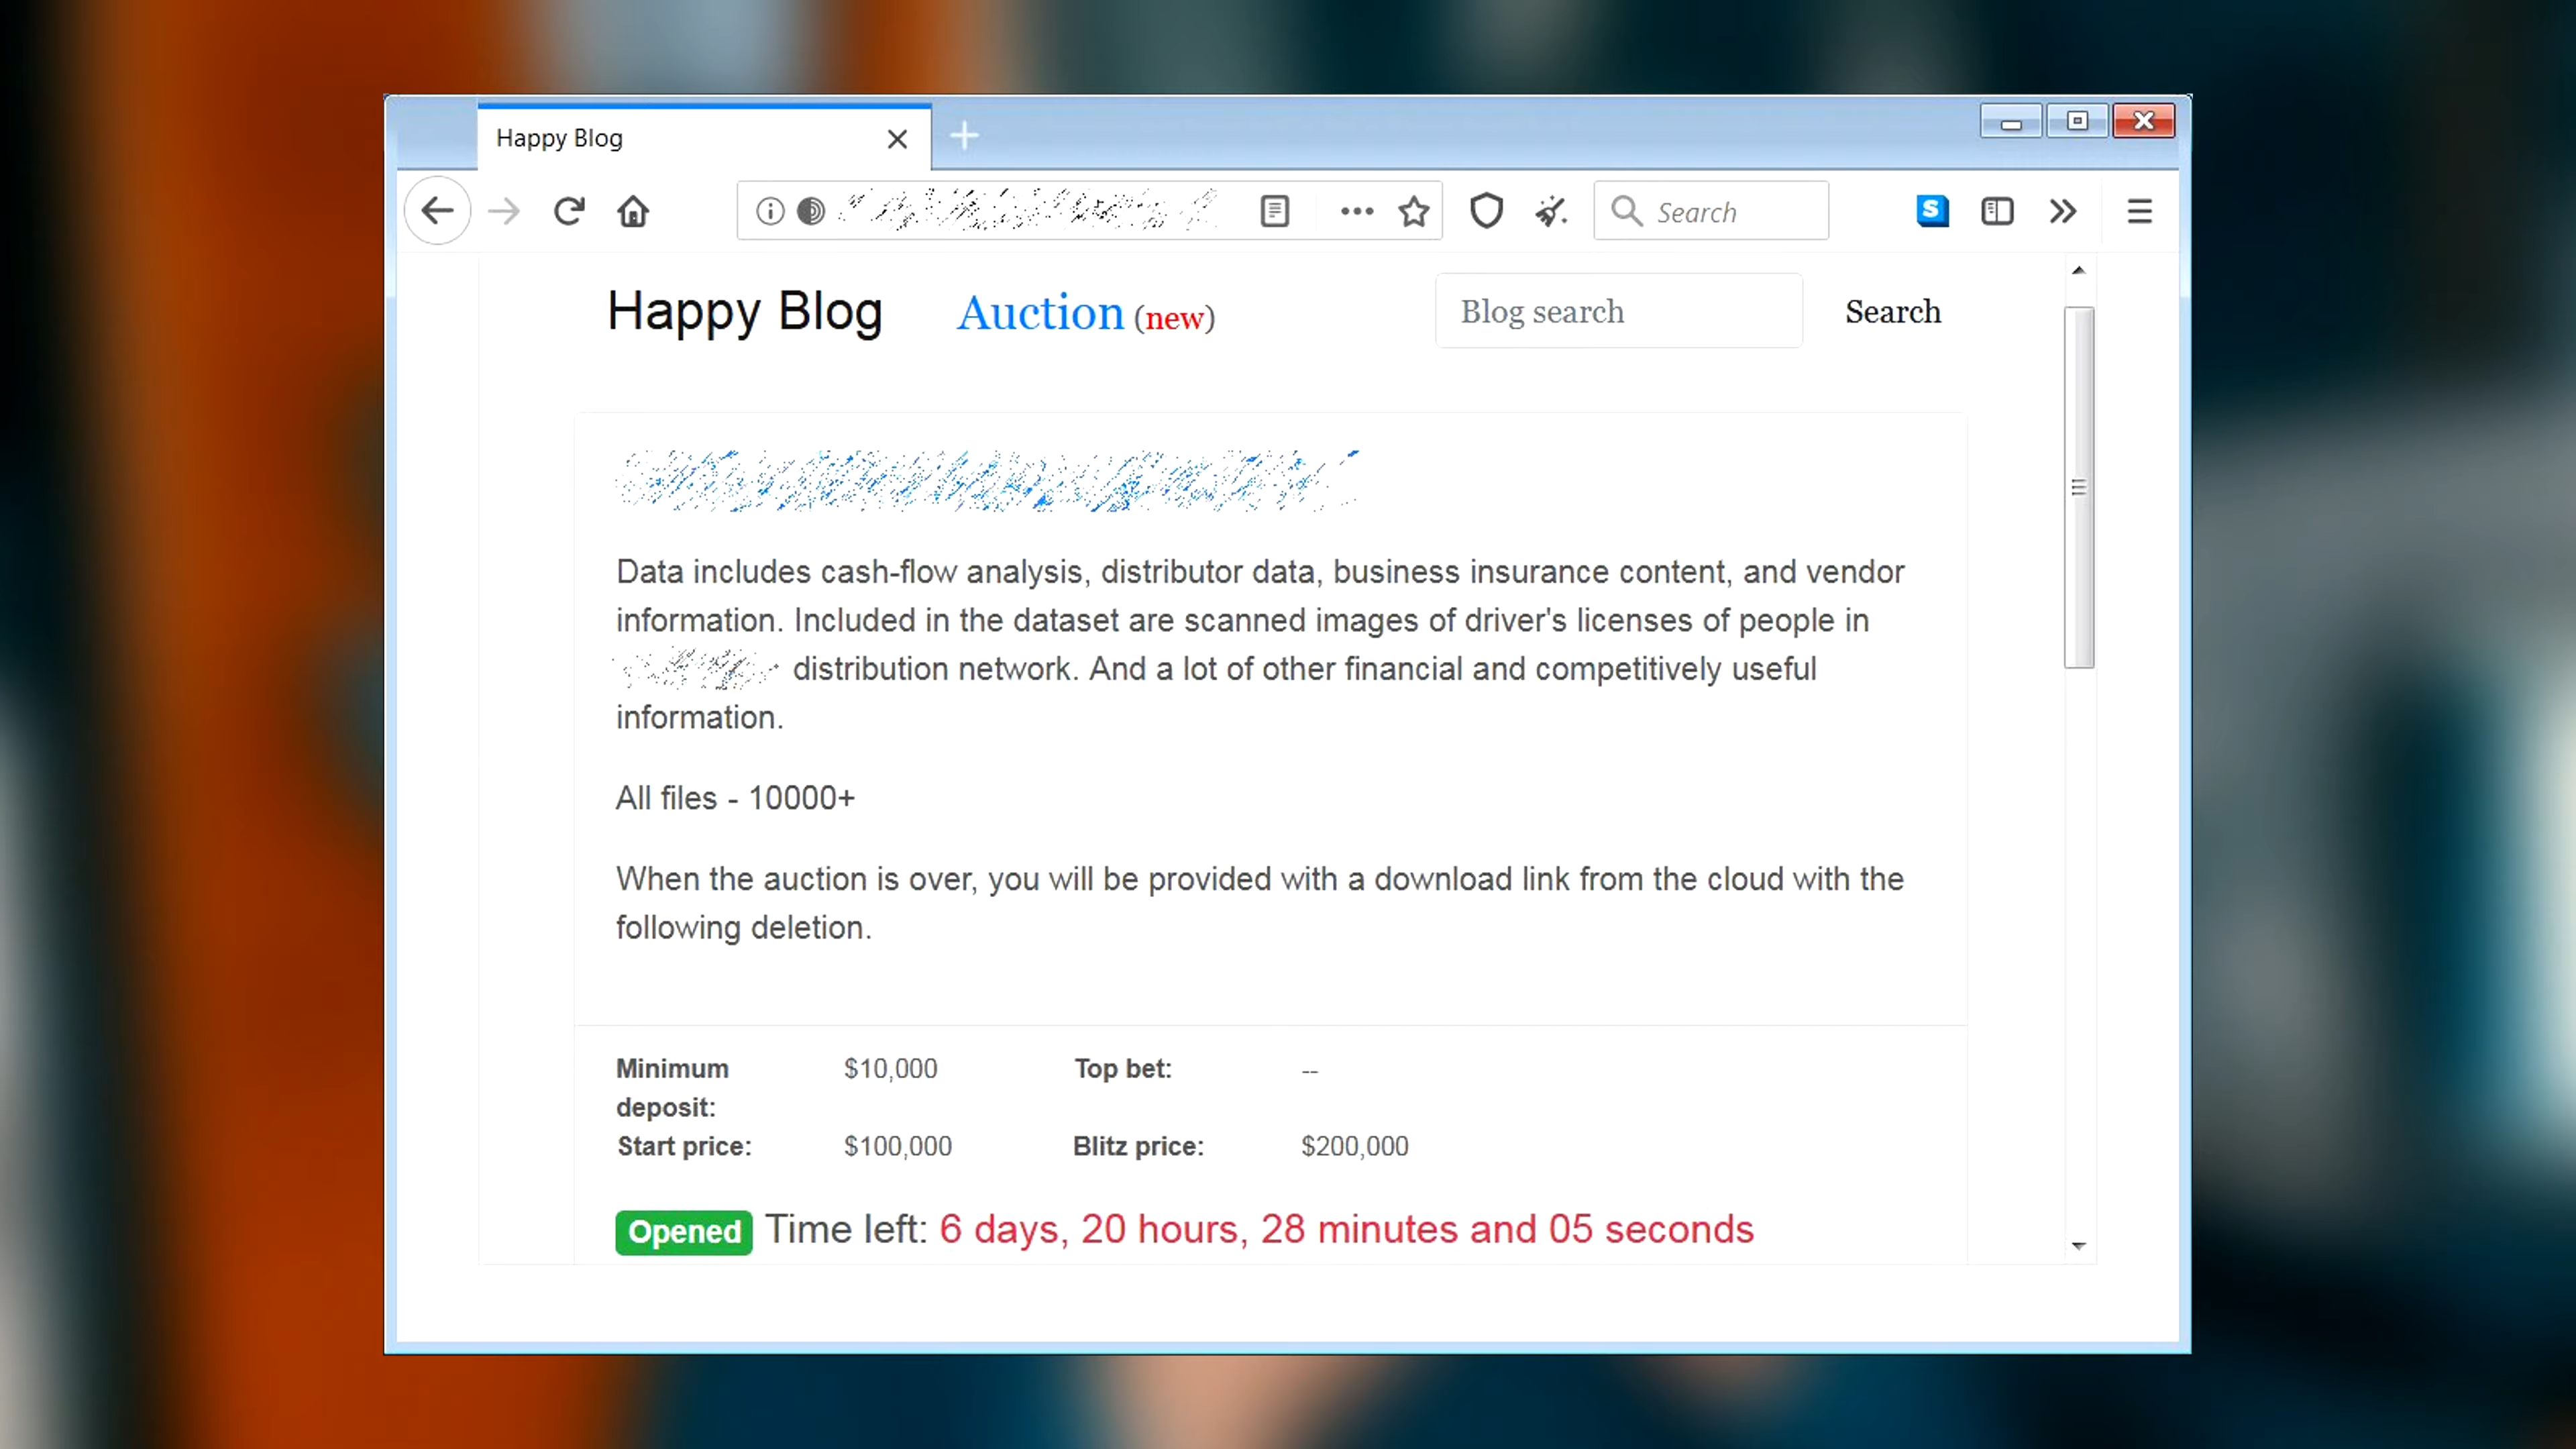 Happy Blog
Search
S
Happy Blog Auction (new) Blog search Search
Data includes cash-flow analysis, distributor data, business insurance content, and vendor
information. Included in the dataset are scanned images of driver's licenses of people in
distribution network. And a lot of other financial and competitively useful
information.
All files - 10000+
When the auction is over, you will be provided with a download link from the cloud with the
following deletion.
Minimum deposit: $10,000 Top bet: --
Start price: $100,000 Blitz price: $200,000
Opened Time left: 6 days, 20 hours, 28 minutes and 05 seconds